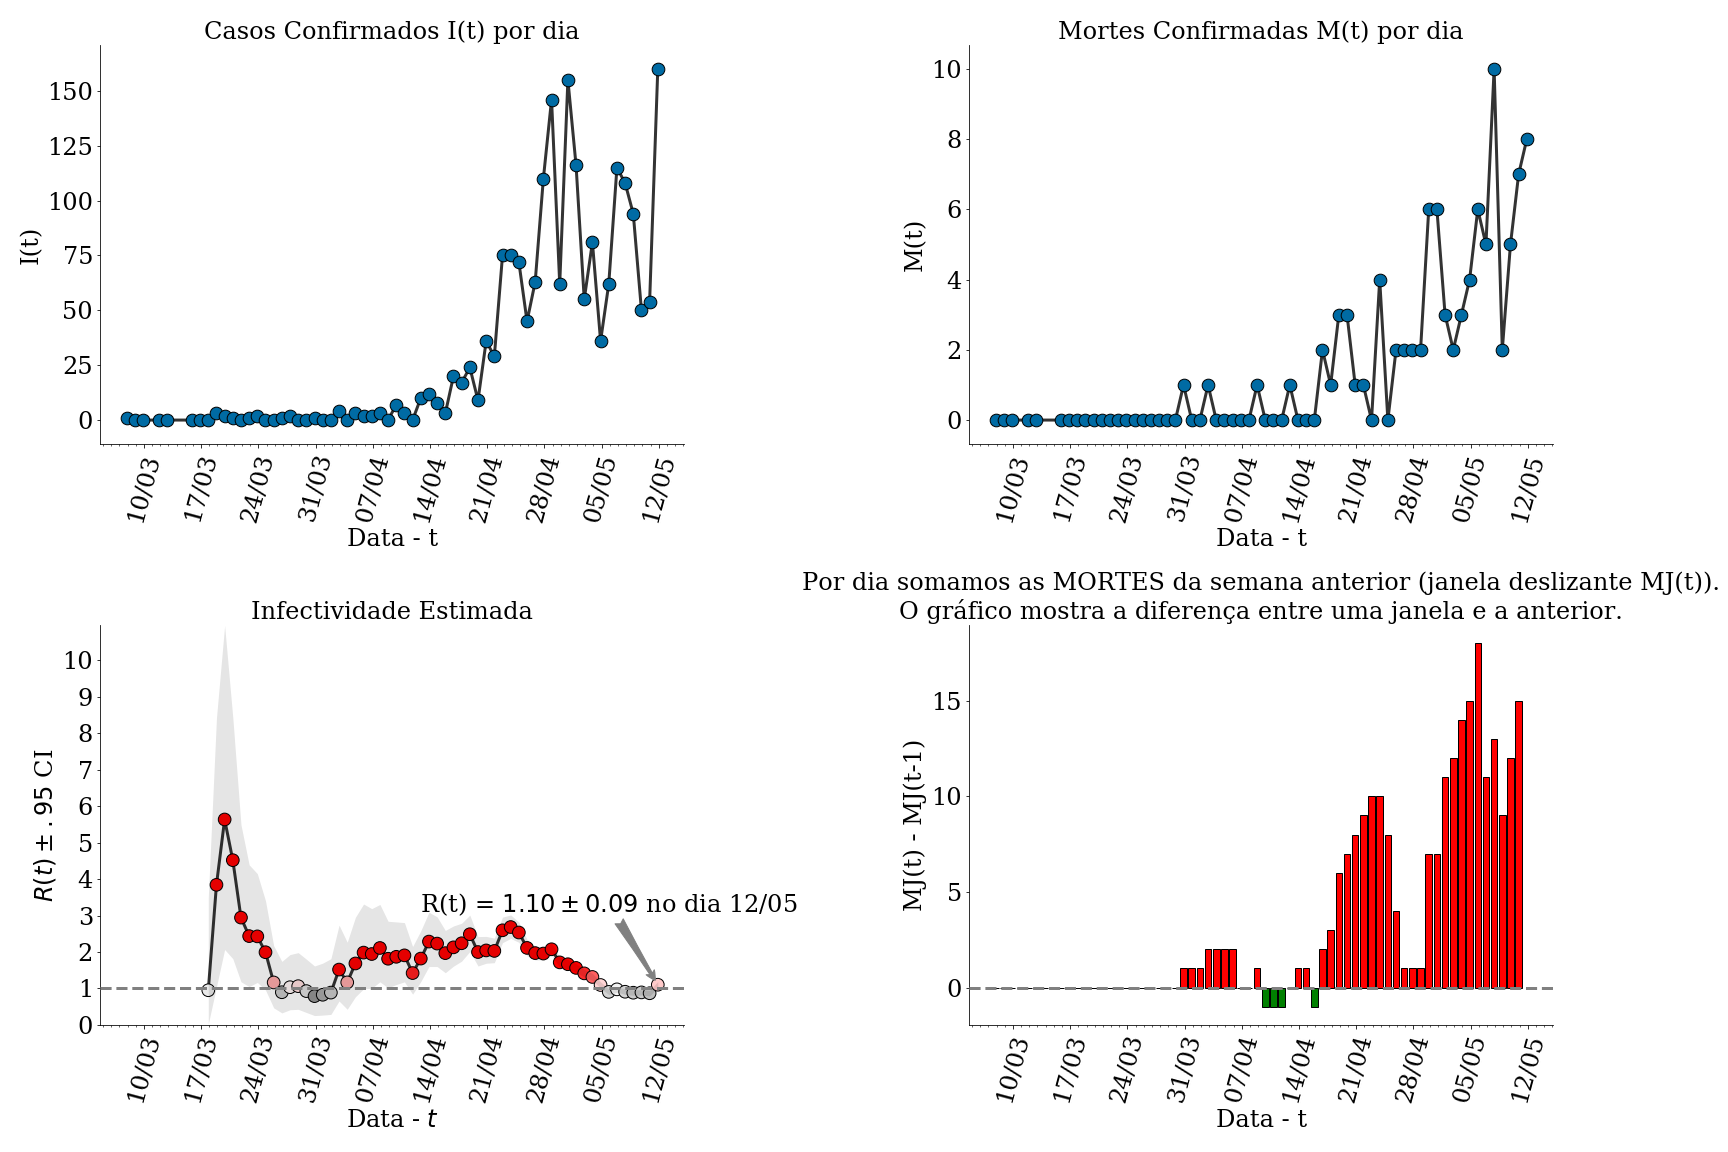 Casos Confirmados I(t) por dia
I(t)
150
125
100
75
50
25
0
10/03 17/03 24/03 31/03 07/04 14/04 21/04 28/04 05/05 12/05
Data - t
Mortes Confirmadas M(t) por dia
M(t)
10
8
6
4
2
0
10/03 17/03 24/03 31/03 07/04 14/04 21/04 28/04 05/05 12/05
Data - t
Infectividade Estimada
R(t) ± .95 CI
10
9
8
7
6
5
4
3
2
1
0
R(t) = 1.10 ± 0.09 no dia 12/05
10/03 17/03 24/03 31/03 07/04 14/04 21/04 28/04 05/05 12/05
Data - t
Por dia somamos as MORTES da semana anterior (janela deslizante MJ(t)).
O gráfico mostra a diferença entre uma janela e a anterior.
MJ(t) - MJ(t-1)
15
10
5
0
10/03 17/03 24/03 31/03 07/04 14/04 21/04 28/04 05/05 12/05
Data - t